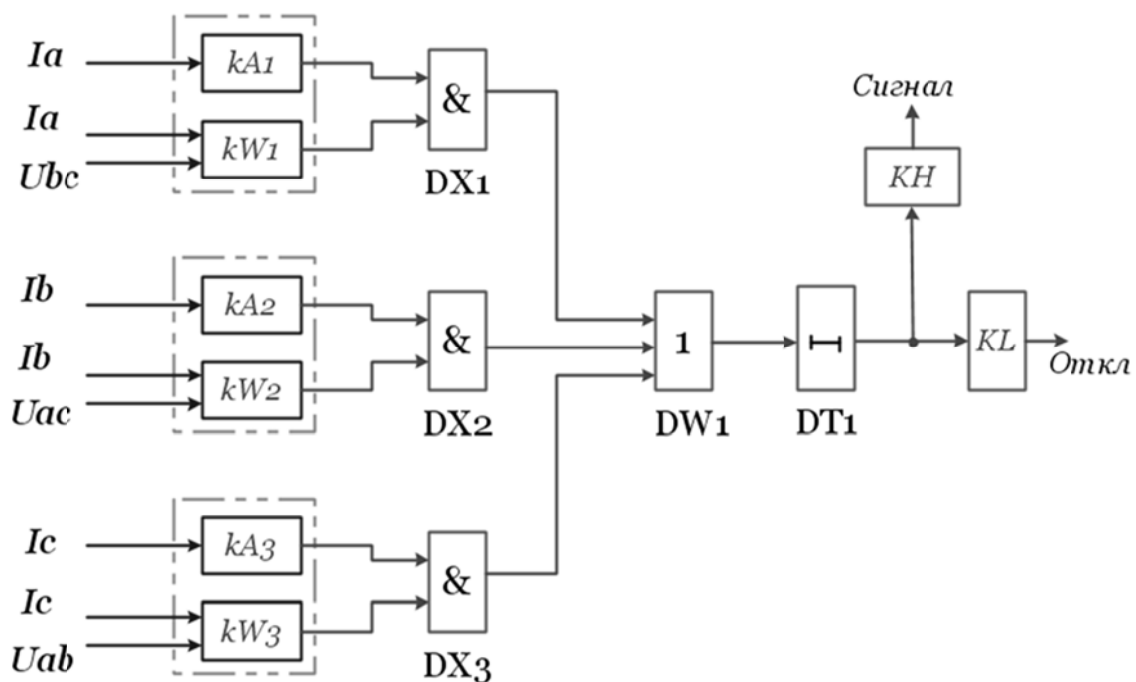 Ia
kA1
Ia
Ubc
kW1
&
DX1
Ib
kA2
Ib
Uac
kW2
&
DX2
Ic
kA3
Ic
Uab
kW3
&
DX3
1
DW1
DT1
Сигнал
KH
KL
Откл